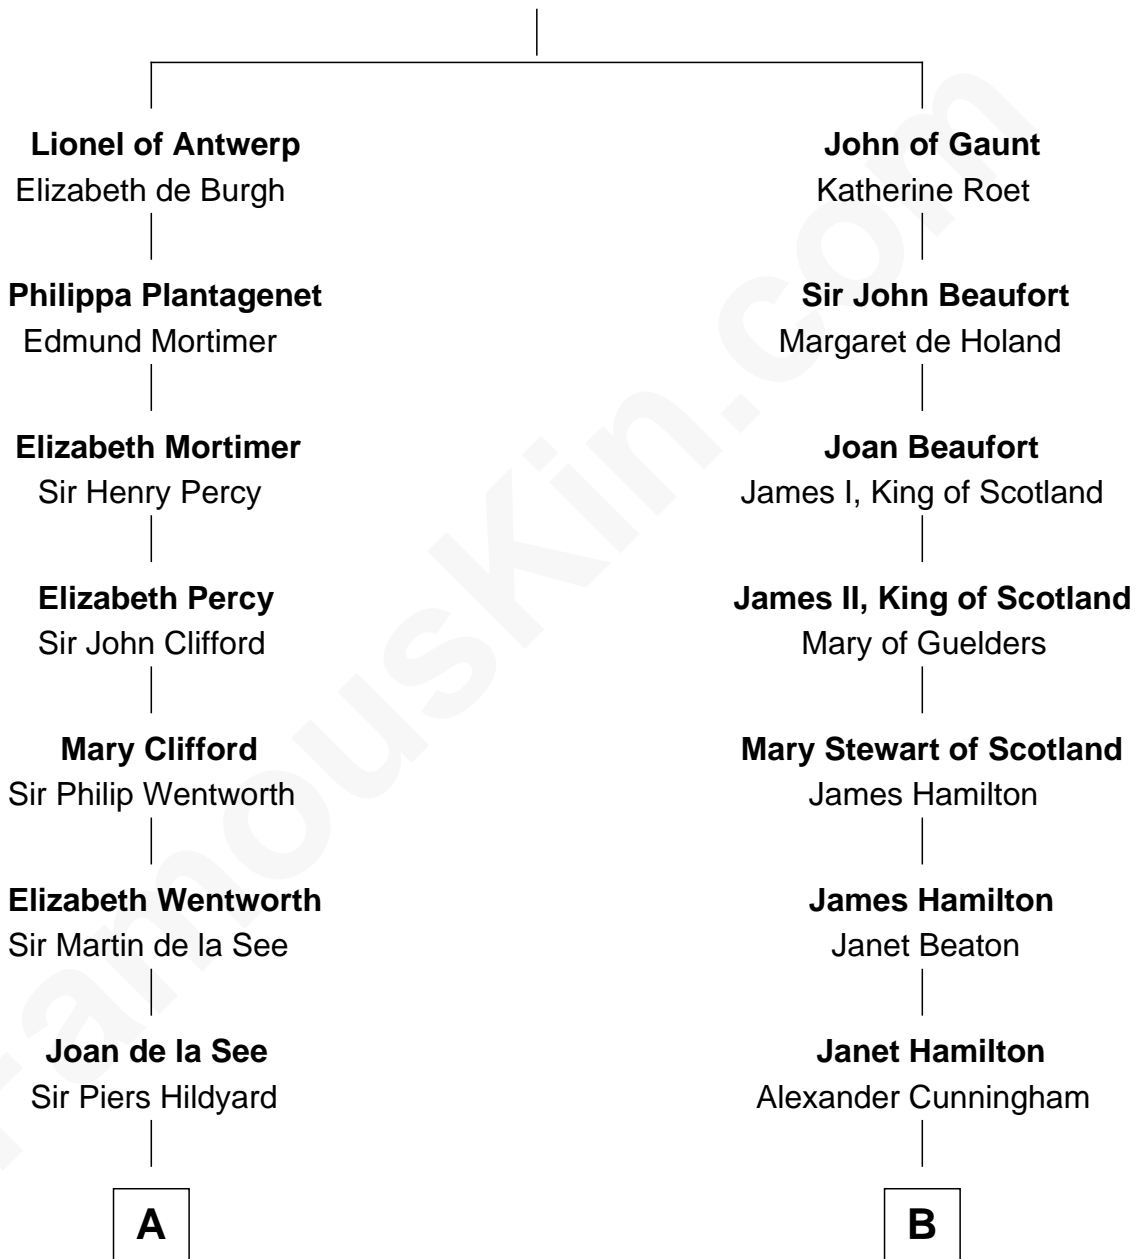 Lionel of Antwerp
Elizabeth de Burgh
Philippa Plantagenet
Edmund Mortimer
Elizabeth Mortimer
Sir Henry Percy
Elizabeth Percy
Sir John Clifford
Mary Clifford
Sir Philip Wentworth
Elizabeth Wentworth
Sir Martin de la See
Joan de la See
Sir Piers Hildyard
A
John of Gaunt
Katherine Roet
Sir John Beaufort
Margaret de Holand
Joan Beaufort
James I, King of Scotland
James II, King of Scotland
Mary of Guelders
Mary Stewart of Scotland
James Hamilton
James Hamilton
Janet Beaton
Janet Hamilton
Alexander Cunningham
B
FamousKin.com